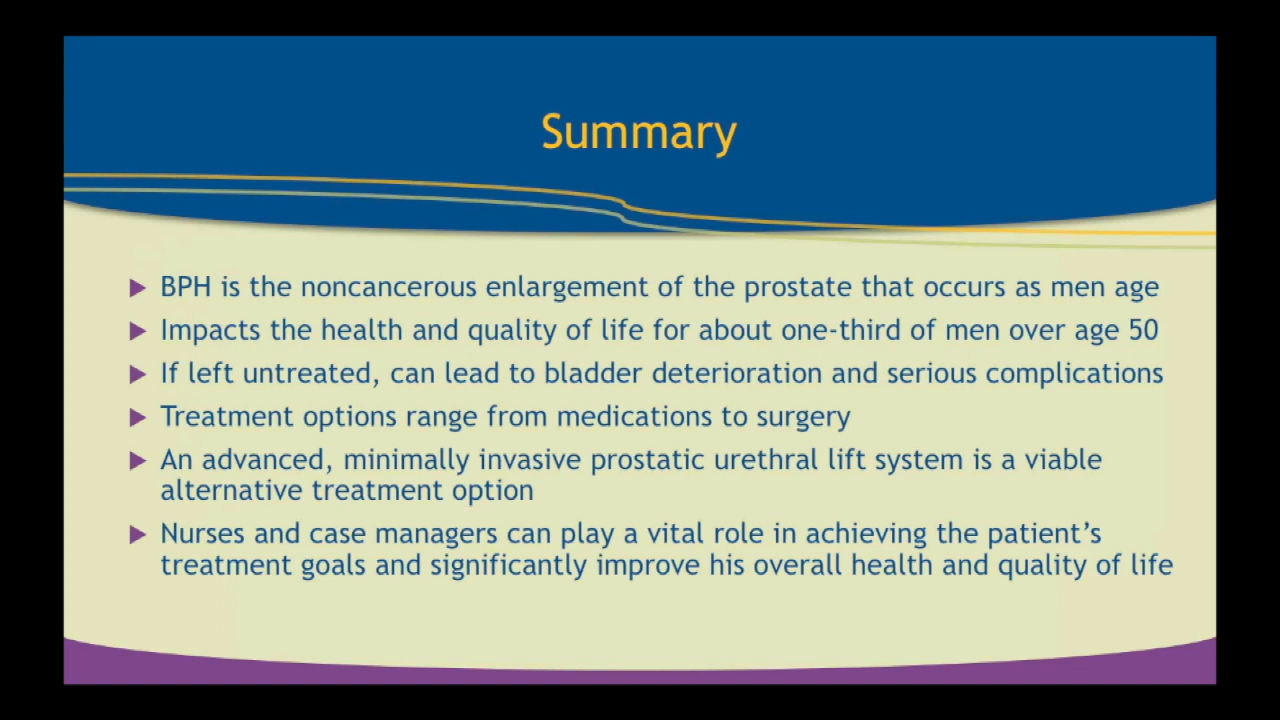 Summary
BPH is the noncancerous enlargement of the prostate that occurs as men age
Impacts the health and quality of life for about one-third of men over age 50
If left untreated, can lead to bladder deterioration and serious complications
Treatment options range from medications to surgery
An advanced, minimally invasive prostatic urethral lift system is a viable
alternative treatment option
Nurses and case managers can play a vital role in achieving the patient’s
treatment goals and significantly improve his overall health and quality of life